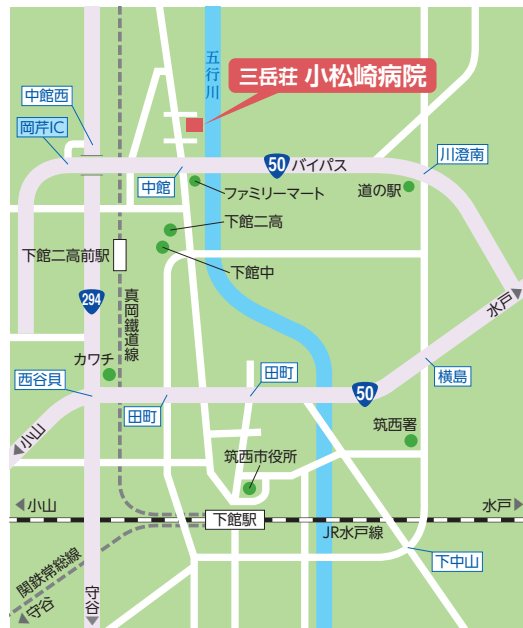 五行川
三岳荘 小松崎病院
中館西
岡芹IC
川澄南
50 バイパス
中館
ファミリーマート
道の駅
下館二高
下館二高前駅
下館中
294
真岡鐵道線
水戸
カワチ
西谷貝
田町
横島
50
田町
小山
筑西署
筑西市役所
小山
水戸
下館駅
JR水戸線
関鉄常総線
下中山
守谷
守谷